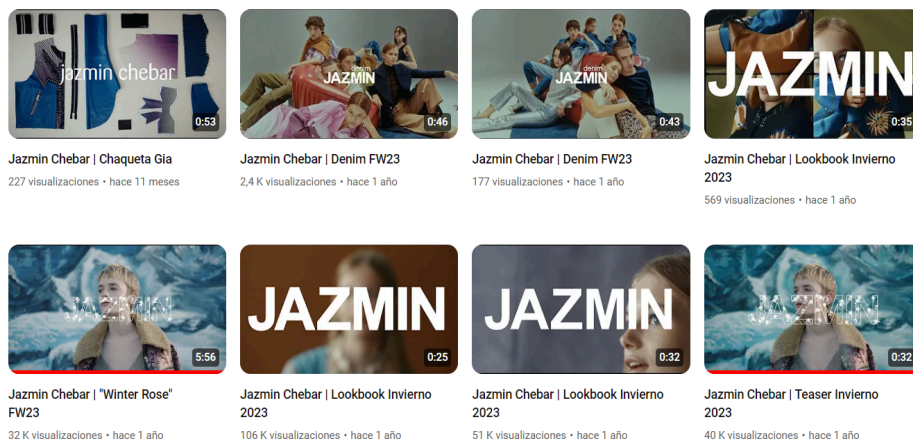 jazmin chebar
0:53
denim
JAZMIN
0:46
denim
JAZMIN
0:43
JAZMIN
0:35
Jazmin Chebar | Chaqueta Gia
227 visualizaciones • hace 11 meses
Jazmin Chebar | Denim FW23
2,4 K visualizaciones • hace 1 año
Jazmin Chebar | Denim FW23
177 visualizaciones • hace 1 año
Jazmin Chebar | Lookbook Invierno
2023
569 visualizaciones • hace 1 año
JAZMIN
5:56
JAZMIN
0:25
JAZMIN
0:32
JAZMIN
0:32
Jazmin Chebar | "Winter Rose"
FW23
32 K visualizaciones • hace 1 año
Jazmin Chebar | Lookbook Invierno
2023
106 K visualizaciones • hace 1 año
Jazmin Chebar | Lookbook Invierno
2023
51 K visualizaciones • hace 1 año
Jazmin Chebar | Teaser Invierno
2023
40 K visualizaciones • hace 1 año